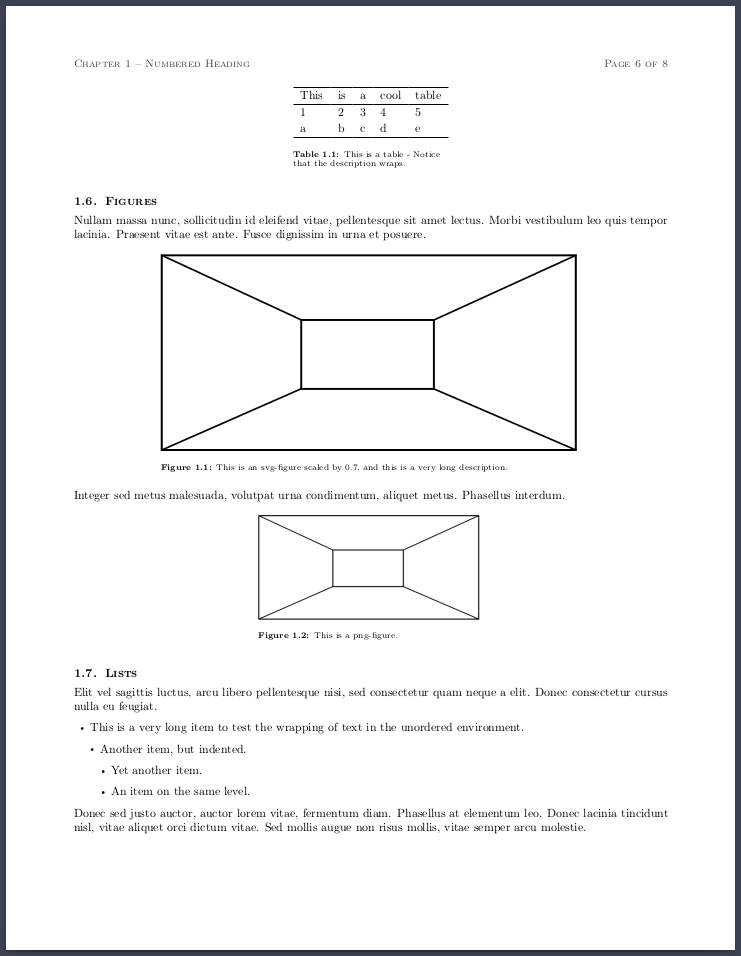 Chapter 1 – Numbered Heading Page 6 of 8
This is a cool table
1 2 3 4 5
a b c d e
Table 1.1: This is a table - Notice
that the description wraps.
1.6. Figures
Nullam massa nunc, sollicitudin id eleifend vitae, pellentesque sit amet lectus. Morbi vestibulum leo quis tempor
lacinia. Praesent vitae est ante. Fusce dignissim in urna et posuere.
Figure 1.1: This is an svg-figure scaled by 0.7, and this is a very long description.
Integer sed metus malesuada, volutpat urna condimentum, aliquet metus. Phasellus interdum.
Figure 1.2: This is a png-figure.
1.7. Lists
Elit vel sagittis luctus, arcu libero pellentesque nisi, sed consectetur quam neque a elit. Donec consectetur cursus
nulla eu feugiat.
• This is a very long item to test the wrapping of text in the unordered environment.
• Another item, but indented.
• Yet another item.
• An item on the same level.
Donec sed justo auctor, auctor lorem vitae, fermentum diam. Phasellus at elementum leo. Donec lacinia tincidunt
nisl, vitae aliquet orci dictum vitae. Sed mollis augue non risus mollis, vitae semper arcu molestie.